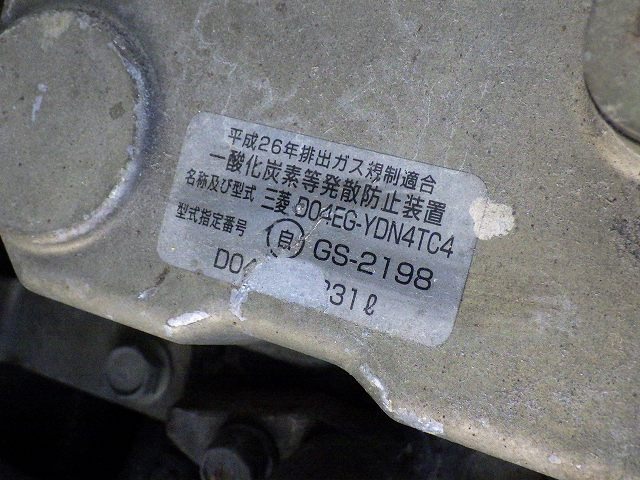 平成26年排出ガス規制適合
一酸化炭素等発散防止装置
名称及び型式 三菱 D04EG-YDN4TC4
型式指定番号 自 GS-2198
D04 331ℓ